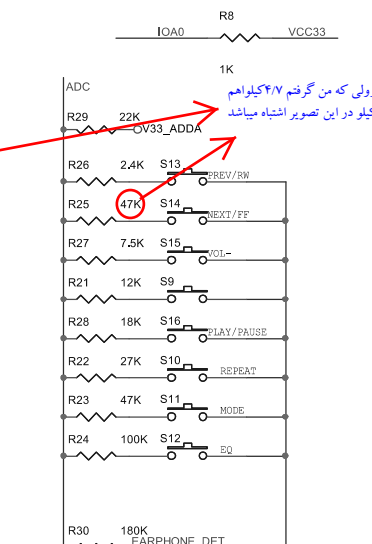 R8
IOA0 VCC33
1K
ولی که من گرفتم ۴/۷کیلواهم
کیلو در این تصویر اشتباه میباشد
ADC
R29 22K
V33_ADDA
R26 2.4K S13
PREV/RW
R25 47K S14
NEXT/FF
R27 7.5K S15
VOL-
R21 12K S9
R28 18K S16
PLAY/PAUSE
R22 27K S10
REPEAT
R23 47K S11
MODE
R24 100K S12
EQ
R30 180K
EARPHONE_DET